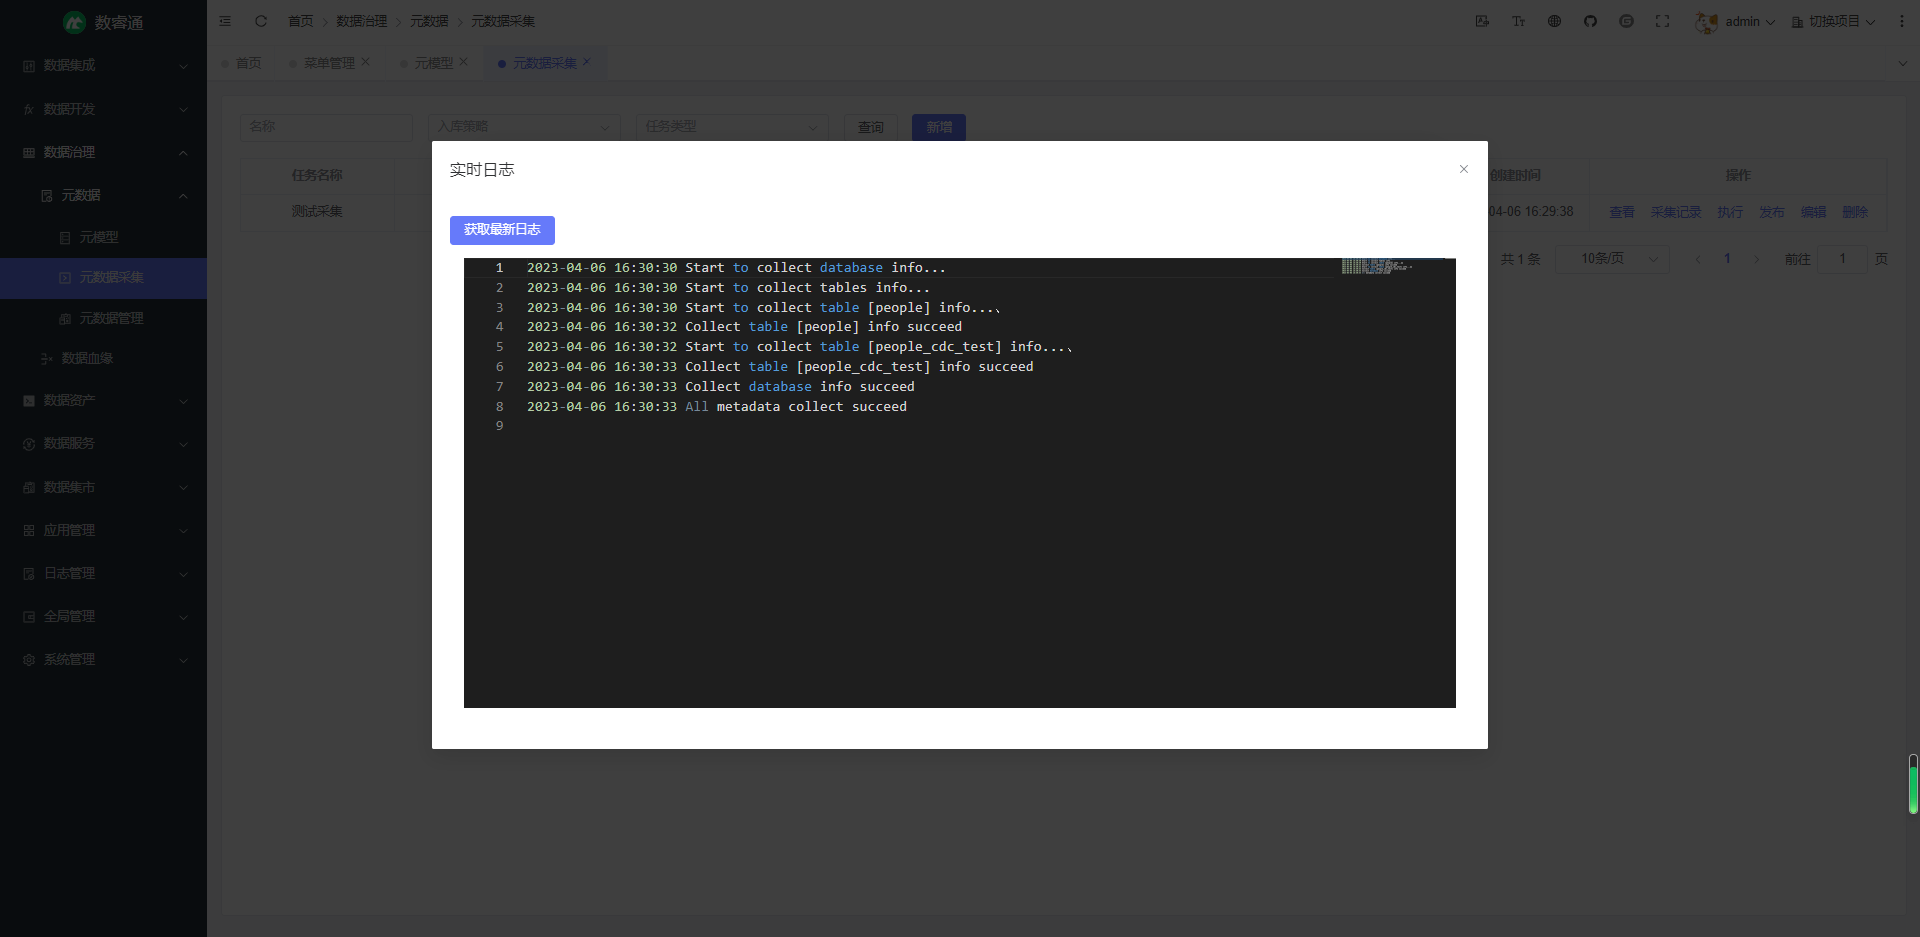 数睿通
首页 数据治理 元数据 元数据采集
admin 切换项目
首页 菜单管理 元模型 元数据采集
数据集成
数据开发
数据治理
元数据
元模型
元数据采集
元数据管理
数据血缘
数据资产
数据服务
数据集市
应用管理
日志管理
全局管理
系统管理
名称 入库策略 任务类型 查询 新增
任务名称 创建时间 操作
测试采集 04-06 16:29:38 查看 采集记录 执行 发布 编辑 删除
共 1 条 10条/页 1 前往 1 页
实时日志
获取最新日志
1 2023-04-06 16:30:30 Start to collect database info...
2 2023-04-06 16:30:30 Start to collect tables info...
3 2023-04-06 16:30:30 Start to collect table [people] info...、
4 2023-04-06 16:30:32 Collect table [people] info succeed
5 2023-04-06 16:30:32 Start to collect table [people_cdc_test] info...、
6 2023-04-06 16:30:33 Collect table [people_cdc_test] info succeed
7 2023-04-06 16:30:33 Collect database info succeed
8 2023-04-06 16:30:33 All metadata collect succeed
9